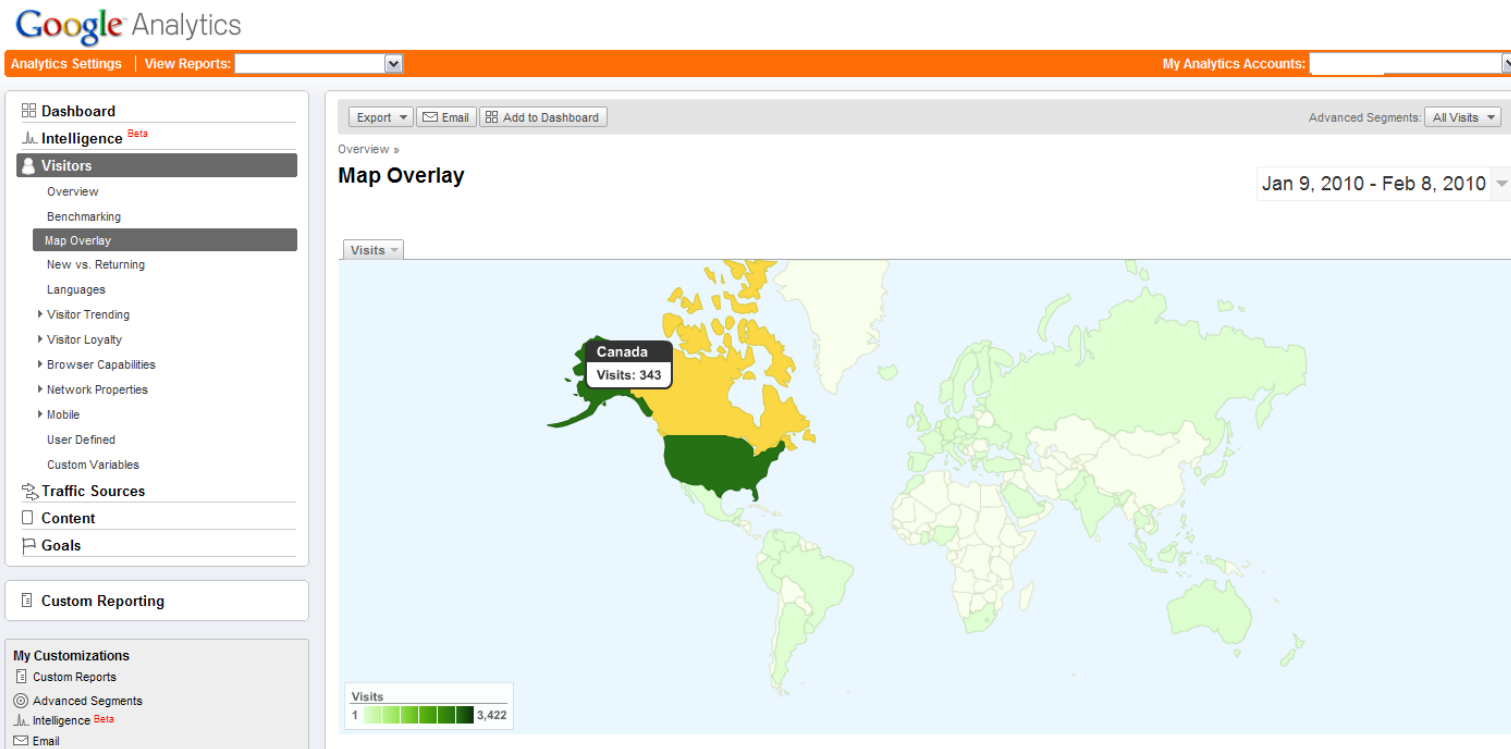 Google Analytics
Analytics Settings | View Reports:
My Analytics Accounts:
Dashboard
Intelligence Beta
Visitors
Overview
Benchmarking
Map Overlay
New vs. Returning
Languages
Visitor Trending
Visitor Loyalty
Browser Capabilities
Network Properties
Mobile
User Defined
Custom Variables
Traffic Sources
Content
Goals
Custom Reporting
My Customizations
Custom Reports
Advanced Segments
Intelligence Beta
Email
Export
Email
Add to Dashboard
Advanced Segments: All Visits
Overview »
Map Overlay
Jan 9, 2010 - Feb 8, 2010
Visits
Canada
Visits: 343
Visits
1 3,422